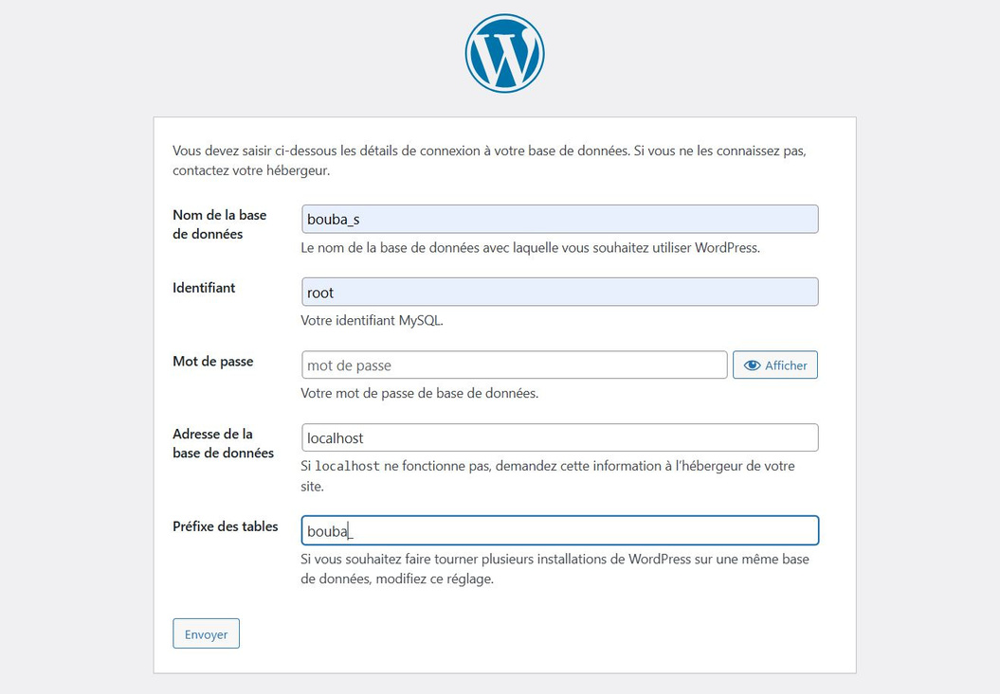 Vous devez saisir ci-dessous les détails de connexion à votre base de données. Si vous ne les connaissez pas,
contactez votre hébergeur.
Nom de la base
de données
bouba_s
Le nom de la base de données avec laquelle vous souhaitez utiliser WordPress.
Identifiant
root
Votre identifiant MySQL.
Mot de passe
mot de passe
Afficher
Votre mot de passe de base de données.
Adresse de la
base de données
localhost
Si localhost ne fonctionne pas, demandez cette information à l’hébergeur de votre
site.
Préfixe des tables
bouba_
Si vous souhaitez faire tourner plusieurs installations de WordPress sur une même base
de données, modifiez ce réglage.
Envoyer